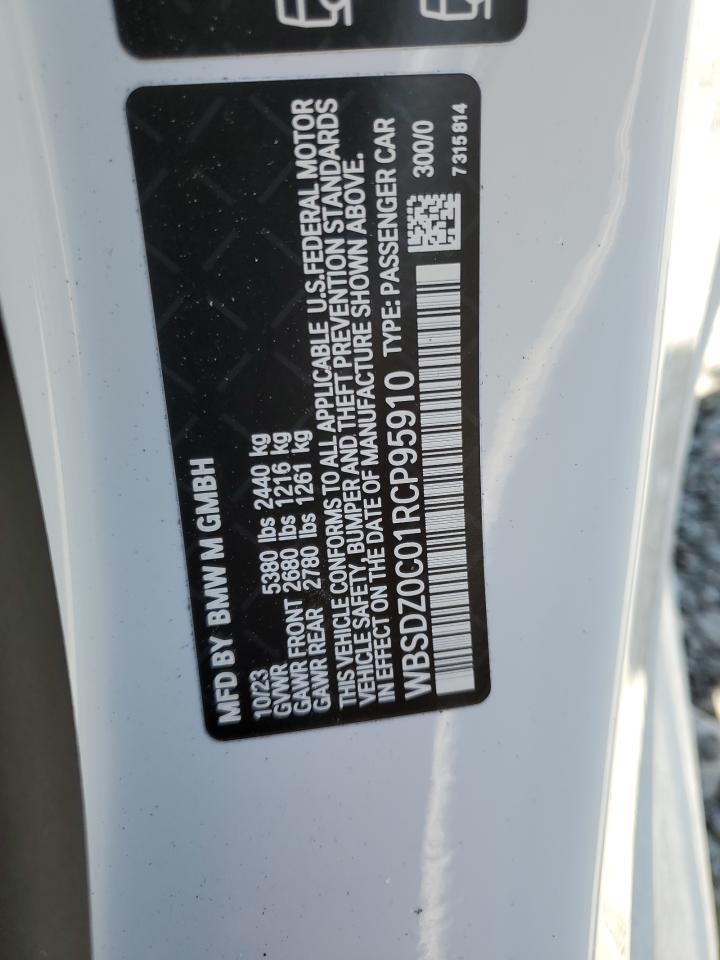 MFD BY BMW M GMBH
10/23
GVWR 5380 lbs 2440 kg
GAWR FRONT 2680 lbs 1216 kg
GAWR REAR 2780 lbs 1261 kg
THIS VEHICLE CONFORMS TO ALL APPLICABLE U.S.FEDERAL MOTOR
VEHICLE SAFETY, BUMPER AND THEFT PREVENTION STANDARDS
IN EFFECT ON THE DATE OF MANUFACTURE SHOWN ABOVE.
WBSDZ0C01RCP95910 TYPE: PASSENGER CAR
300/0
7315814